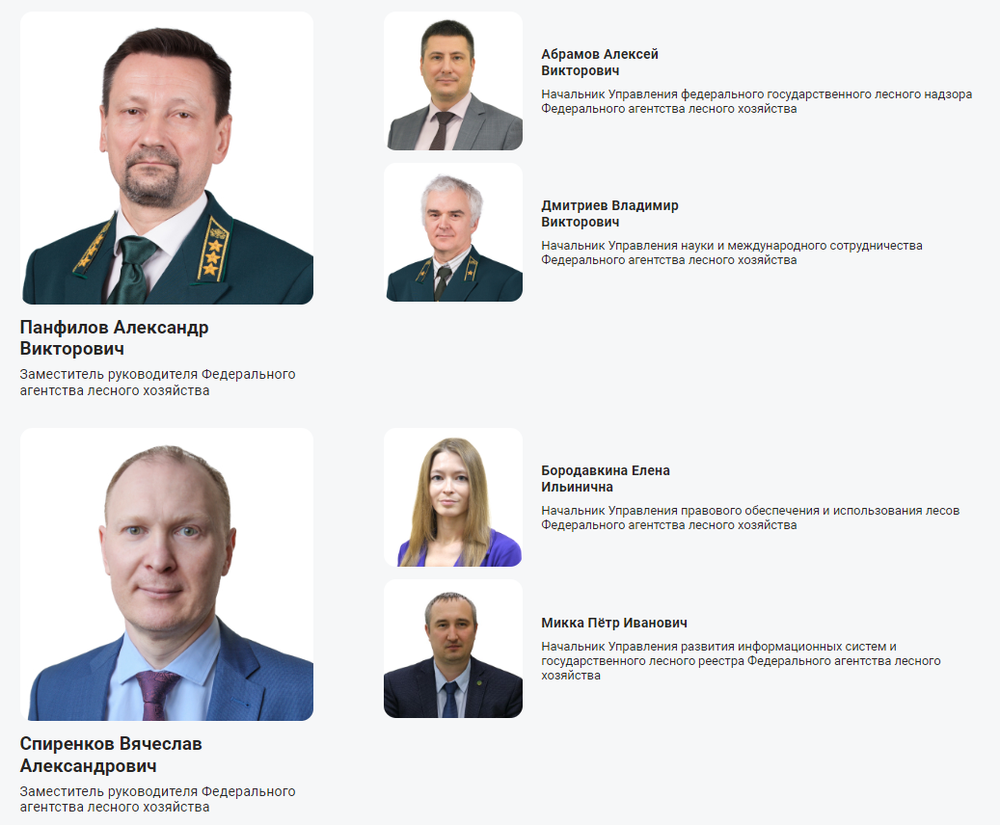 Панфилов Александр
Викторович
Заместитель руководителя Федерального
агентства лесного хозяйства
Абрамов Алексей
Викторович
Начальник Управления федерального государственного лесного надзора
Федерального агентства лесного хозяйства
Дмитриев Владимир
Викторович
Начальник Управления науки и международного сотрудничества
Федерального агентства лесного хозяйства
Спиренков Вячеслав
Александрович
Заместитель руководителя Федерального
агентства лесного хозяйства
Бородавкина Елена
Ильинична
Начальник Управления правового обеспечения и использования лесов
Федерального агентства лесного хозяйства
Микка Пётр Иванович
Начальник Управления развития информационных систем и
государственного лесного реестра Федерального агентства лесного
хозяйства